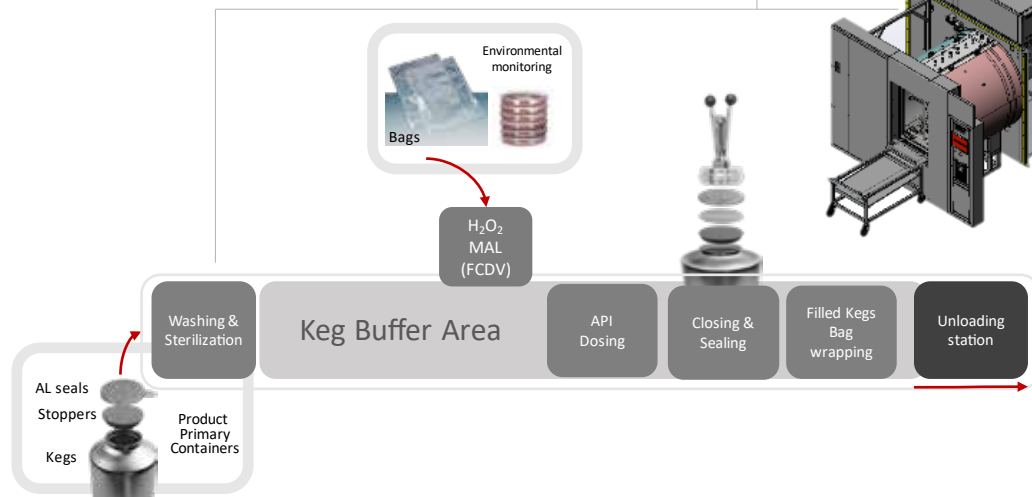 Environmental
monitoring
Bags
H₂O₂
MAL
(FCDV)
Washing &
Sterilization
Keg Buffer Area
API
Dosing
Closing &
Sealing
Filled Kegs
Bag
wrapping
Unloading
station
AL seals
Stoppers
Kegs
Product
Primary
Containers